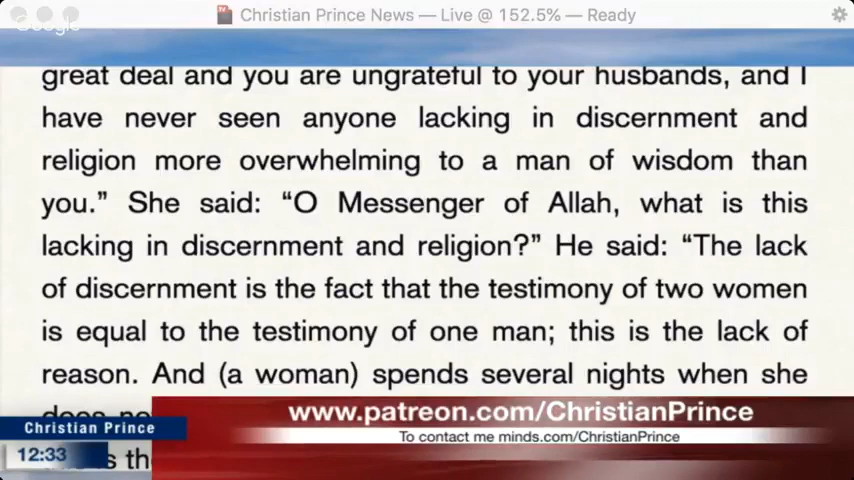 Christian Prince News — Live @ 152.5% — Ready
Google
great deal and you are ungrateful to your husbands, and I
have never seen anyone lacking in discernment and
religion more overwhelming to a man of wisdom than
you.” She said: “O Messenger of Allah, what is this
lacking in discernment and religion?” He said: “The lack
of discernment is the fact that the testimony of two women
is equal to the testimony of one man; this is the lack of
reason. And (a woman) spends several nights when she
www.patreon.com/ChristianPrince
Christian Prince
To contact me minds.com/ChristianPrince
12:33